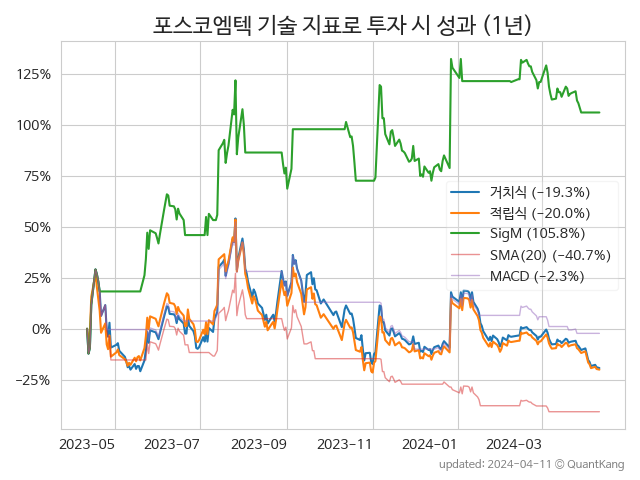 포스코엠텍 기술 지표로 투자 시 성과 (1년)
125%
100%
75%
50%
25%
0%
−25%
거치식 (−19.3%)
적립식 (−20.0%)
SigM (105.8%)
SMA(20) (−40.7%)
MACD (−2.3%)
2023-05
2023-07
2023-09
2023-11
2024-01
2024-03
updated: 2024-04-11 © QuantKang